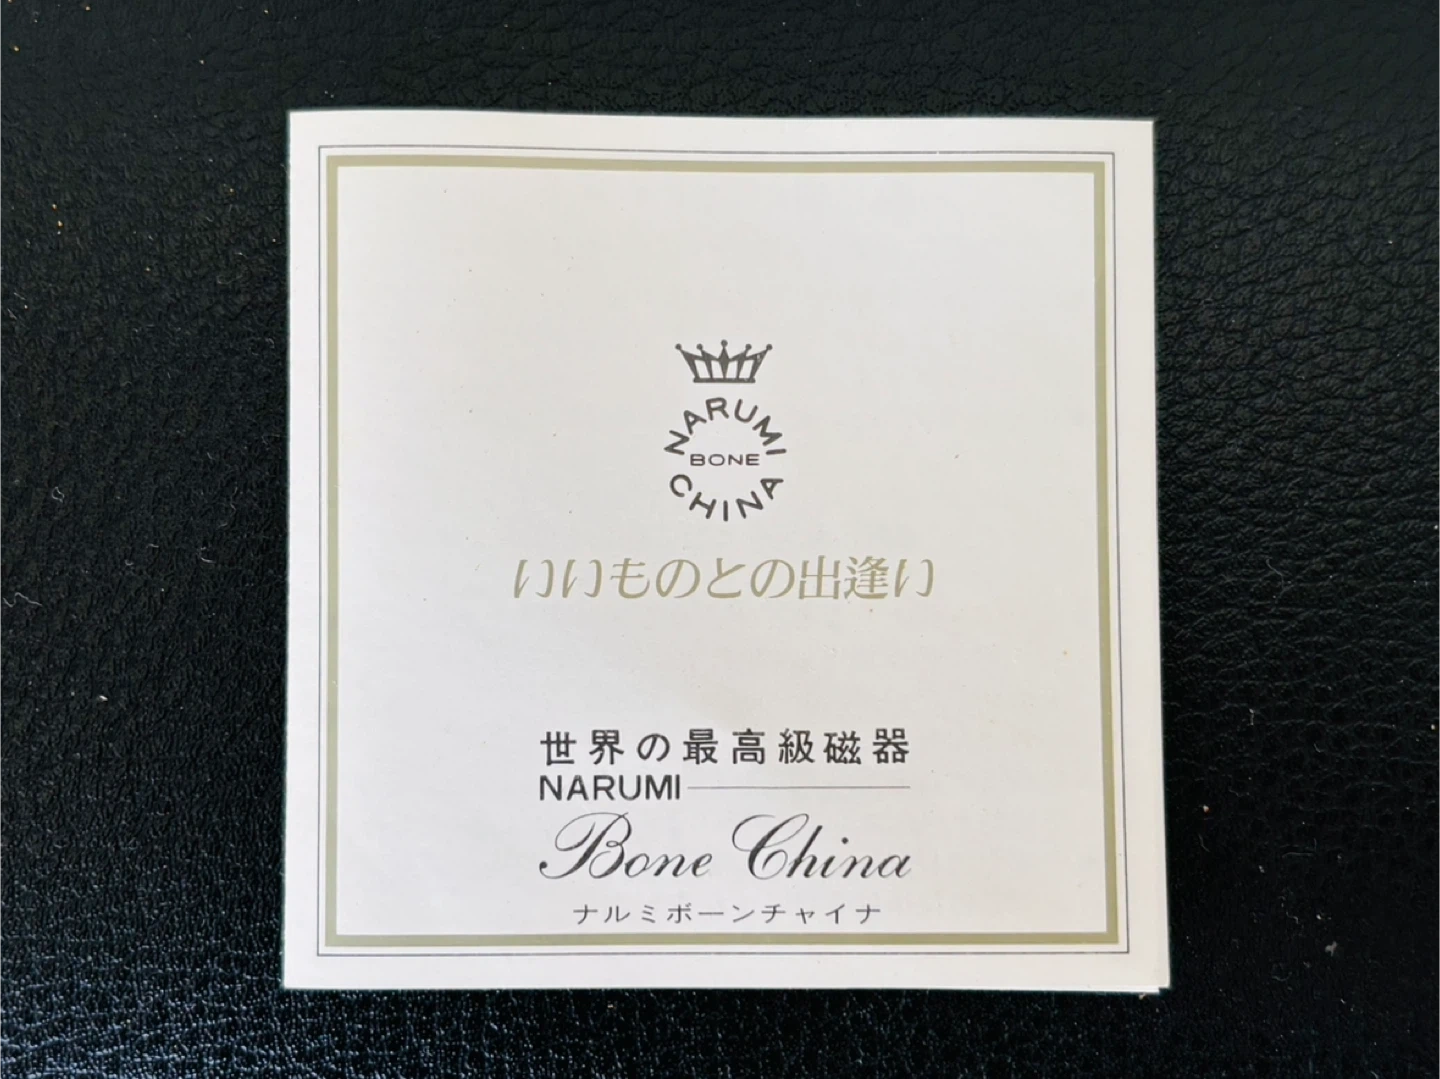 NARUMI
BONE
CHINA
いいものとの出逢い
世界の最高級磁器
NARUMI
Bone China
ナルミボーンチャイナ